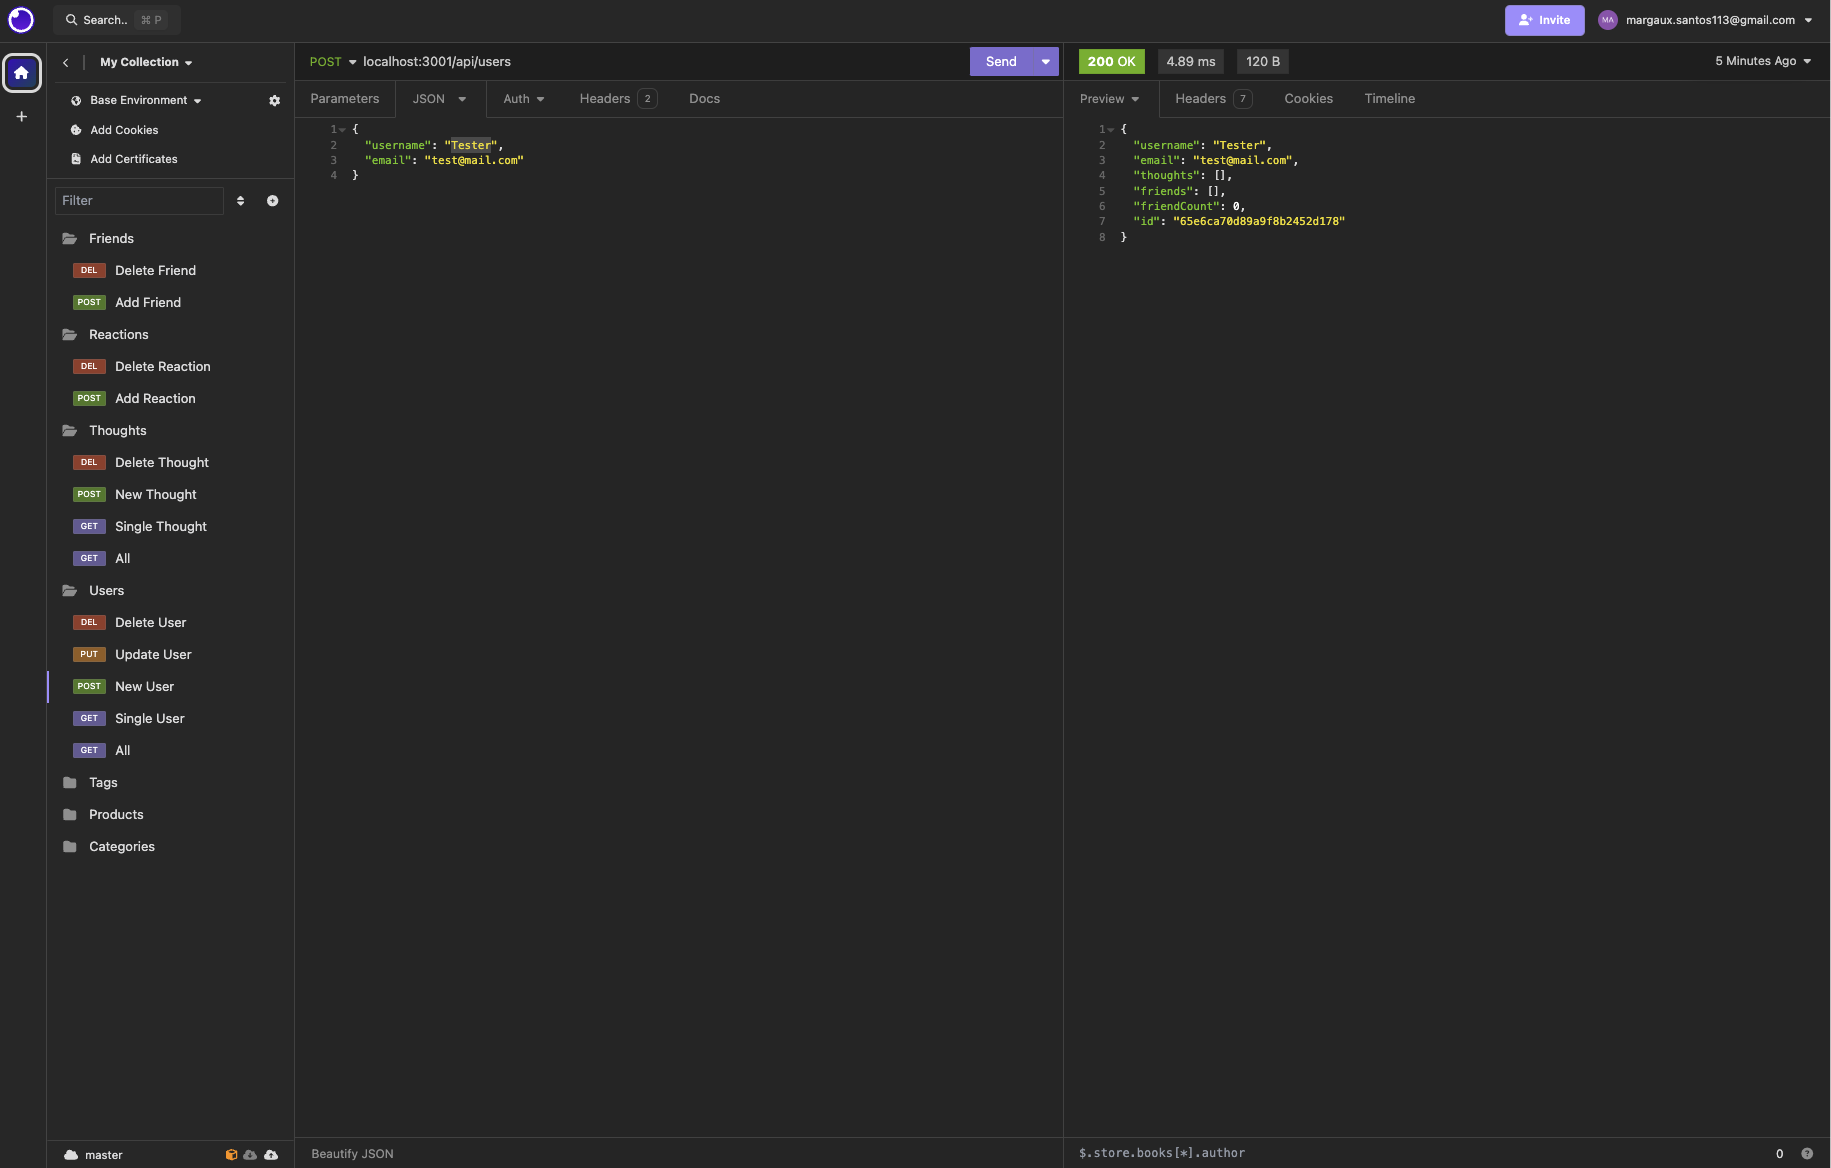 Search..
⌘ P
Invite
MA
margaux.santos113@gmail.com
My Collection
Base Environment
Add Cookies
Add Certificates
Filter
Friends
DEL Delete Friend
POST Add Friend
Reactions
DEL Delete Reaction
POST Add Reaction
Thoughts
DEL Delete Thought
POST New Thought
GET Single Thought
GET All
Users
DEL Delete User
PUT Update User
POST New User
GET Single User
GET All
Tags
Products
Categories
master
POST localhost:3001/api/users
Send
Parameters
JSON
Auth
Headers 2
Docs
1 {
2 "username": "Tester",
3 "email": "test@mail.com"
4 }
Beautify JSON
200 OK
4.89 ms
120 B
5 Minutes Ago
Preview
Headers 7
Cookies
Timeline
1 {
2 "username": "Tester",
3 "email": "test@mail.com",
4 "thoughts": [],
5 "friends": [],
6 "friendCount": 0,
7 "id": "65e6ca70d89a9f8b2452d178"
8 }
$.store.books[*].author
0